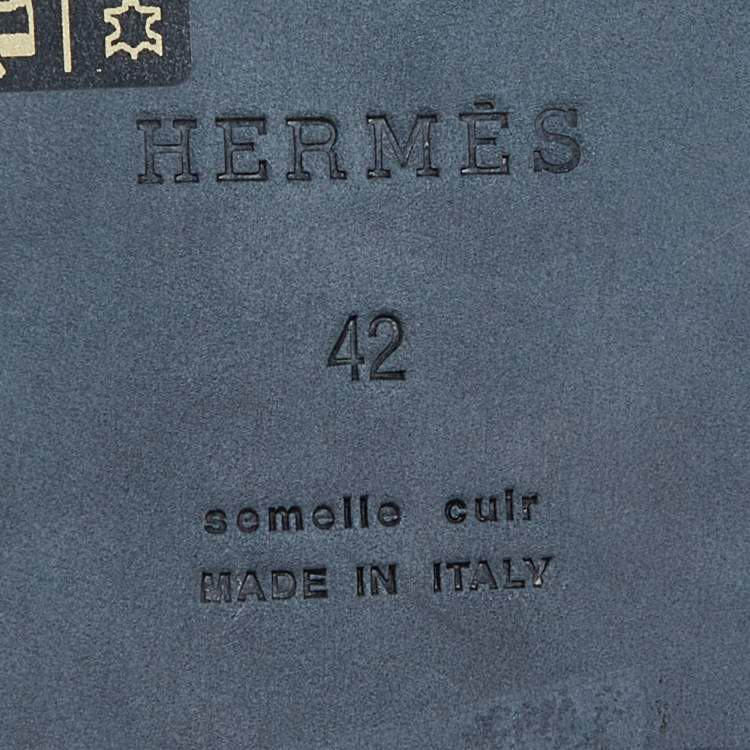 HERMÈS
42
semelle cuir
MADE IN ITALY